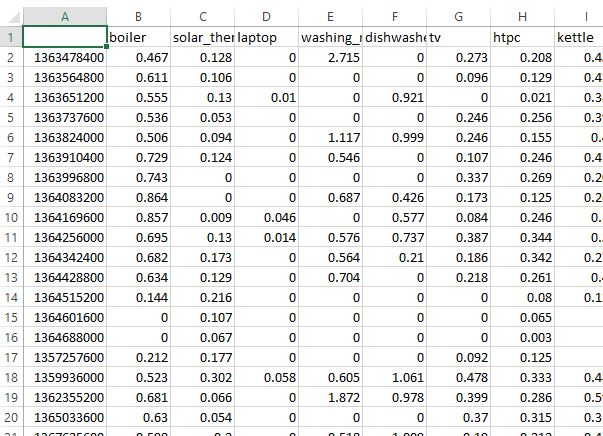 A B C D E F G H I
1 boiler solar_ther laptop washing_ dishwashe tv htpc kettle
2 1363478400 0.467 0.128 0 2.715 0 0.273 0.208 0.4
3 1363564800 0.611 0.106 0 0 0 0.096 0.129 0.4
4 1363651200 0.555 0.13 0.01 0 0.921 0 0.021 0.3
5 1363737600 0.536 0.053 0 0 0 0.246 0.256 0.3
6 1363824000 0.506 0.094 0 1.117 0.999 0.246 0.155 0.
7 1363910400 0.729 0.124 0 0.546 0 0.107 0.246 0.4
8 1363996800 0.743 0 0 0 0 0.337 0.269 0.2
9 1364083200 0.864 0 0 0.687 0.426 0.173 0.125 0.2
10 1364169600 0.857 0.009 0.046 0 0.577 0.084 0.246 0.
11 1364256000 0.695 0.13 0.014 0.576 0.737 0.387 0.344 0.
12 1364342400 0.682 0.173 0 0.564 0.21 0.186 0.342 0.2
13 1364428800 0.634 0.129 0 0.704 0 0.218 0.261 0.
14 1364515200 0.144 0.216 0 0 0 0 0.08 0.1
15 1364601600 0 0.107 0 0 0 0 0.065
16 1364688000 0 0.067 0 0 0 0 0.003
17 1357257600 0.212 0.177 0 0 0 0.092 0.125
18 1359936000 0.523 0.302 0.058 0.605 1.061 0.478 0.333 0.4
19 1362355200 0.681 0.066 0 1.872 0.978 0.399 0.286 0.5
20 1365033600 0.63 0.054 0 0 0 0.37 0.315 0.3